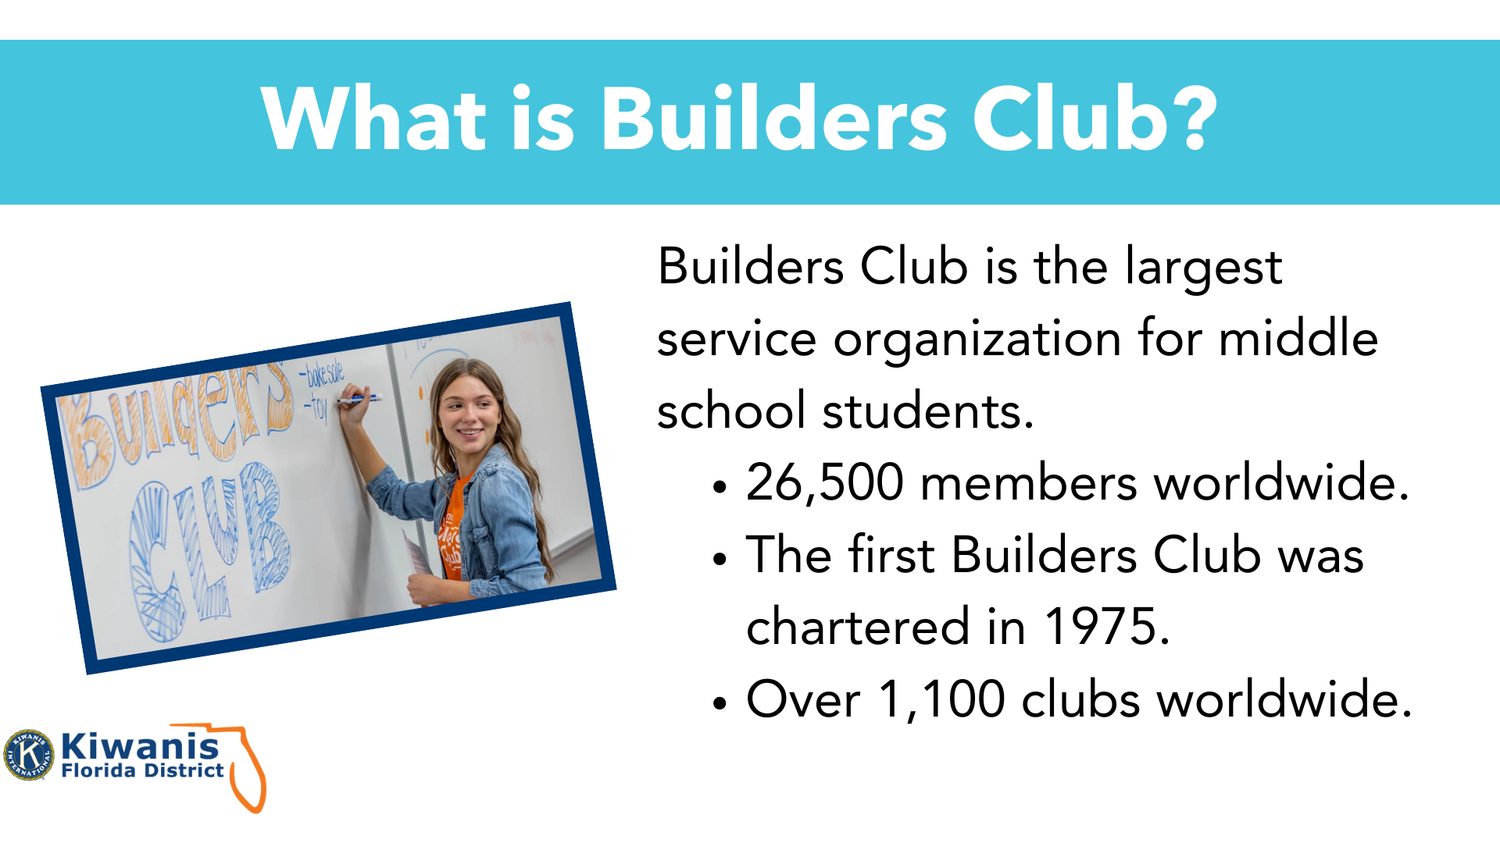 What is Builders Club?
Builders Club is the largest
service organization for middle
school students.
• 26,500 members worldwide.
• The first Builders Club was
chartered in 1975.
• Over 1,100 clubs worldwide.
Builders
CLUB
-bake sale
-toy
KIWANIS
INTERNATIONAL
K
Kiwanis
Florida District